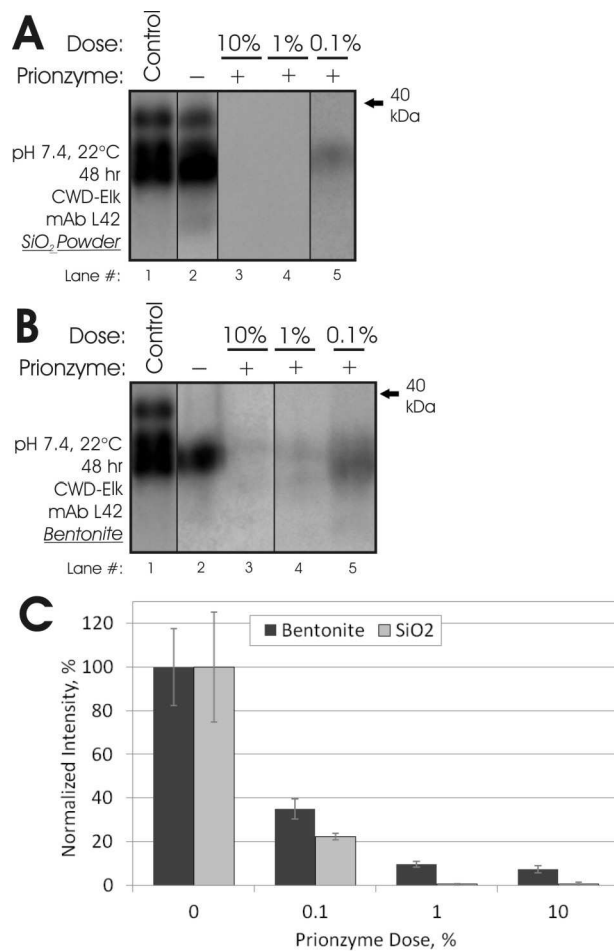 A
Dose:
Control
10%
1%
0.1%
Prionzyme:
–
+
+
+
40
kDa
pH 7.4, 22°C
48 hr
CWD-Elk
mAb L42
SiO₂ Powder
Lane #:
1
2
3
4
5
B
Dose:
Control
10%
1%
0.1%
Prionzyme:
–
+
+
+
40
kDa
pH 7.4, 22°C
48 hr
CWD-Elk
mAb L42
Bentonite
Lane #:
1
2
3
4
5
C
Normalized Intensity, %
120
100
80
60
40
20
0
Bentonite
SiO2
0
0.1
1
10
Prionzyme Dose, %